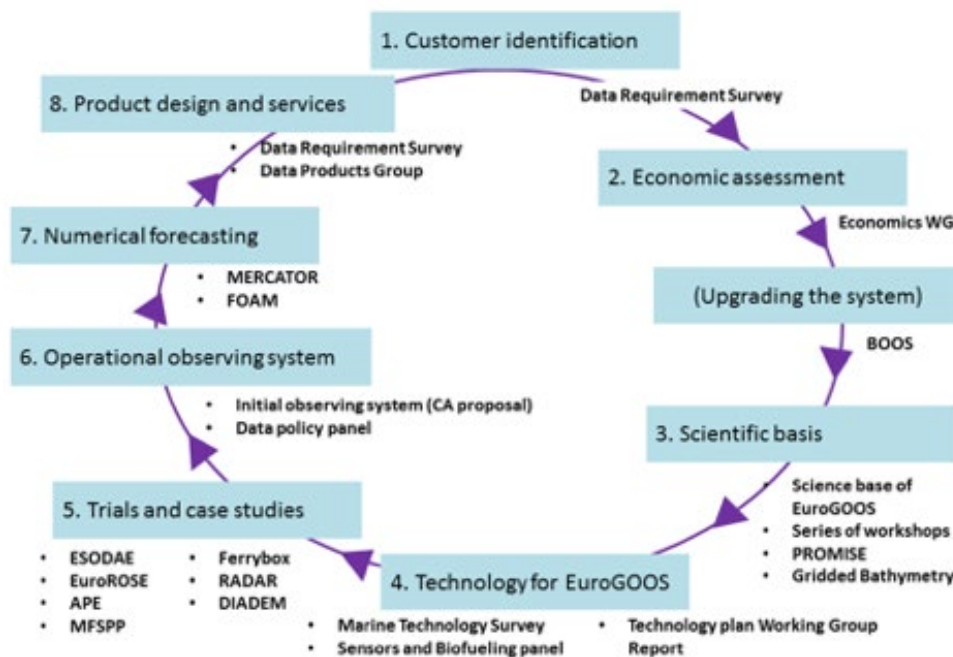 1. Customer identification
Data Requirement Survey
2. Economic assessment
Economics WG
(Upgrading the system)
BOOS
3. Scientific basis
• Science base of
EuroGOOS
• Series of workshops
• PROMISE
• Gridded Bathymetry
4. Technology for EuroGOOS
• Marine Technology Survey
• Sensors and Biofueling panel
• Technology plan Working Group
Report
5. Trials and case studies
• ESODAE
• EuroROSE
• APE
• MFSPP
• Ferrybox
• RADAR
• DIADEM
6. Operational observing system
• Initial observing system (CA proposal)
• Data policy panel
7. Numerical forecasting
• MERCATOR
• FOAM
8. Product design and services
• Data Requirement Survey
• Data Products Group